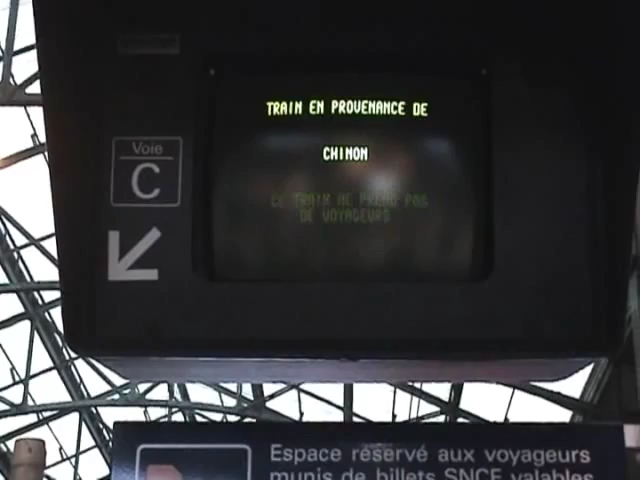 TRAIN EN PROVENANCE DE
CHINON
Voie
C
CE TRAIN NE PREND PAS
DE VOYAGEURS
Espace réservé aux voyageurs
munis de billets SNCF valables